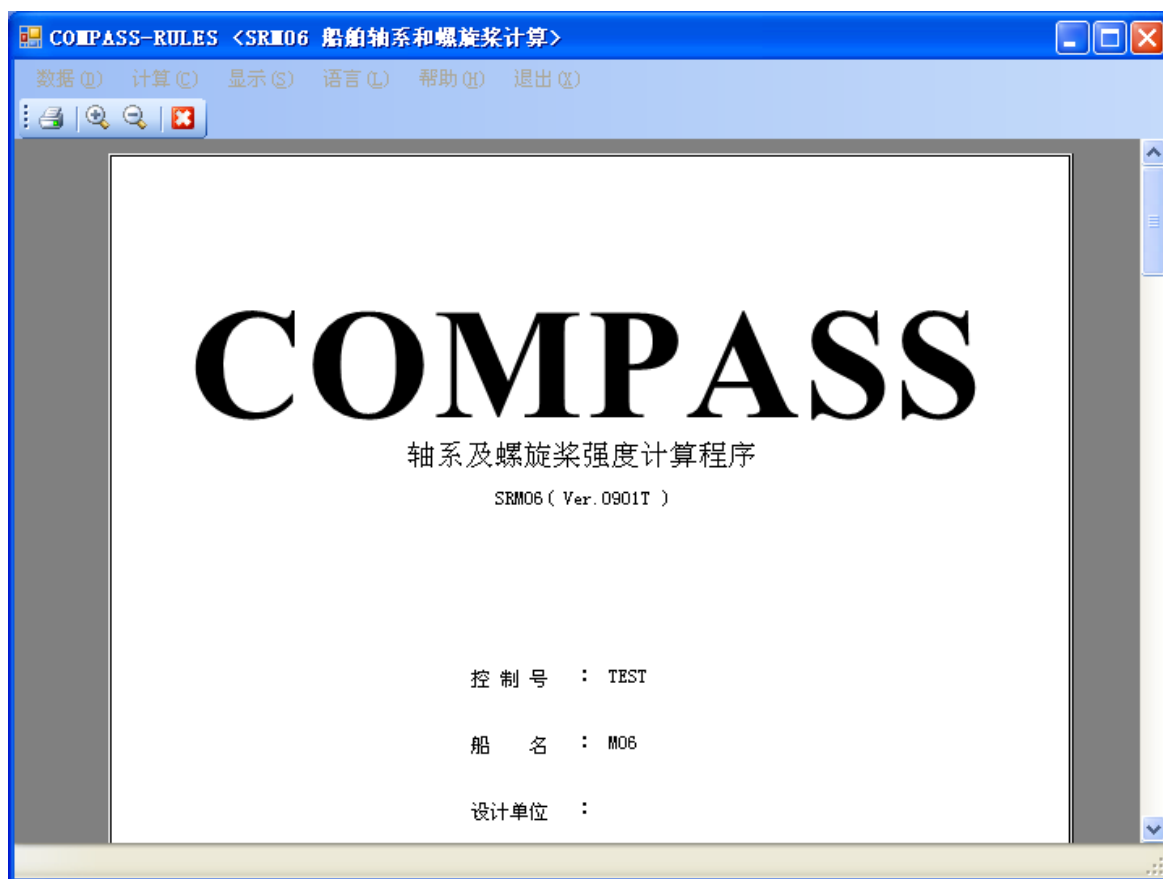 COMPASS-RULES <SRM06 船舶轴系和螺旋桨计算>
数据(D) 计算(C) 显示(S) 语言(L) 帮助(H) 退出(X)
COMPASS
轴系及螺旋桨强度计算程序
SRM06( Ver.0901T )
控 制 号 : TEST
船 名 : M06
设计单位 :